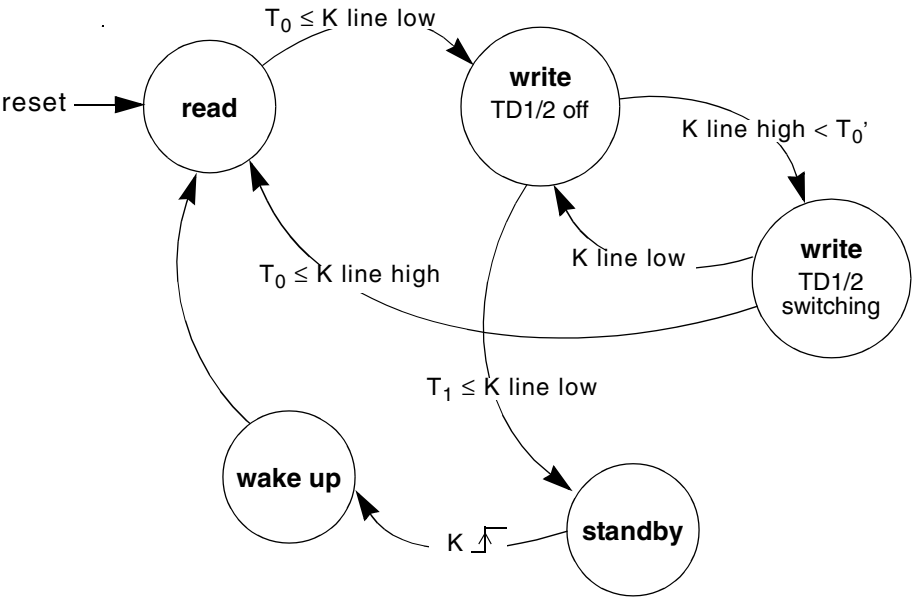 T0 ≤ K line low
reset
read
write
TD1/2 off
K line high < T0'
K line low
write
TD1/2
switching
T0 ≤ K line high
T1 ≤ K line low
wake up
K
standby